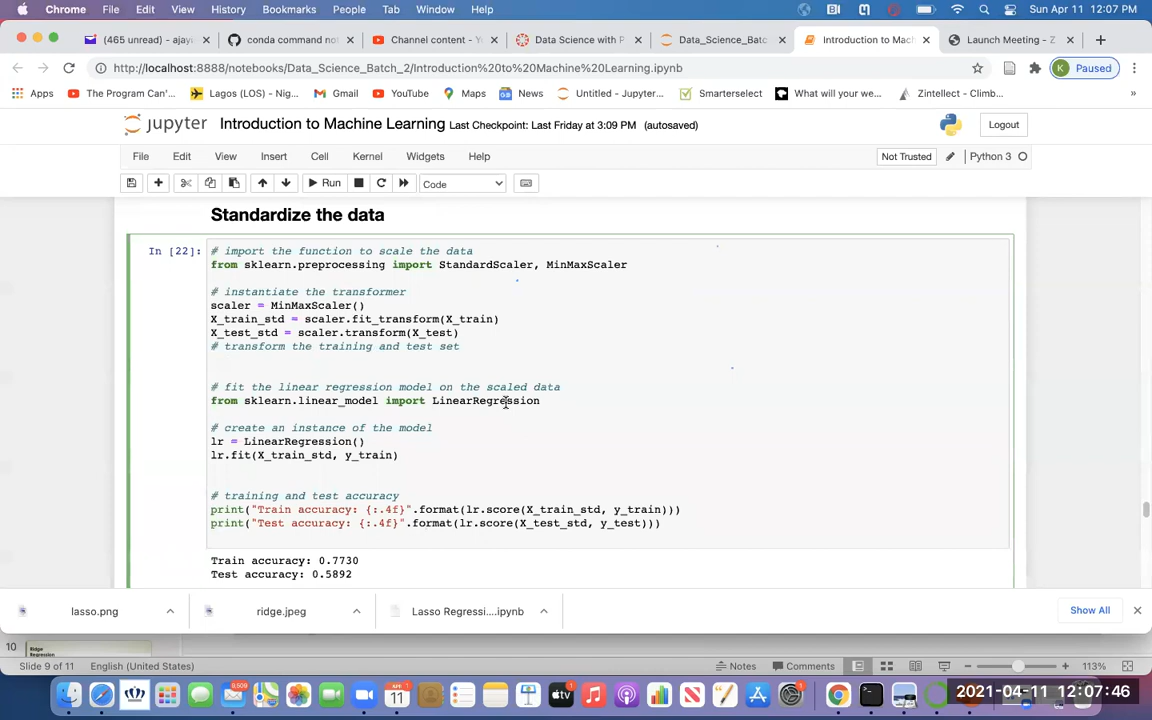 Chrome File Edit View History Bookmarks People Tab Window Help Sun Apr 11 12:07 PM
(465 unread) - ajay conda command no Channel content - Y Data Science with P Data_Science_Batc Introduction to Mac Launch Meeting - Z
http://localhost:8888/notebooks/Data_Science_Batch_2/Introduction%20to%20Machine%20Learning.ipynb K Paused
Apps The Program Can'... Lagos (LOS) - Nig... Gmail YouTube Maps News Untitled - Jupyter... Smarterselect What will your we... Zintellect - Climb... »
jupyter Introduction to Machine Learning Last Checkpoint: Last Friday at 3:09 PM (autosaved) Logout
File Edit View Insert Cell Kernel Widgets Help Not Trusted Python 3
Run Code
Standardize the data
In [22]: # import the function to scale the data
from sklearn.preprocessing import StandardScaler, MinMaxScaler
# instantiate the transformer
scaler = MinMaxScaler()
X_train_std = scaler.fit_transform(X_train)
X_test_std = scaler.transform(X_test)
# transform the training and test set
# fit the linear regression model on the scaled data
from sklearn.linear_model import LinearRegression
# create an instance of the model
lr = LinearRegression()
lr.fit(X_train_std, y_train)
# training and test accuracy
print("Train accuracy: {:.4f}".format(lr.score(X_train_std, y_train)))
print("Test accuracy: {:.4f}".format(lr.score(X_test_std, y_test)))
Train accuracy: 0.7730
Test accuracy: 0.5892
lasso.png ridge.jpeg Lasso Regressi....ipynb Show All
10 Ridge
Regression
Slide 9 of 11 English (United States) Notes Comments 113%
8,509 11 tv 2021-04-11 12:07:46